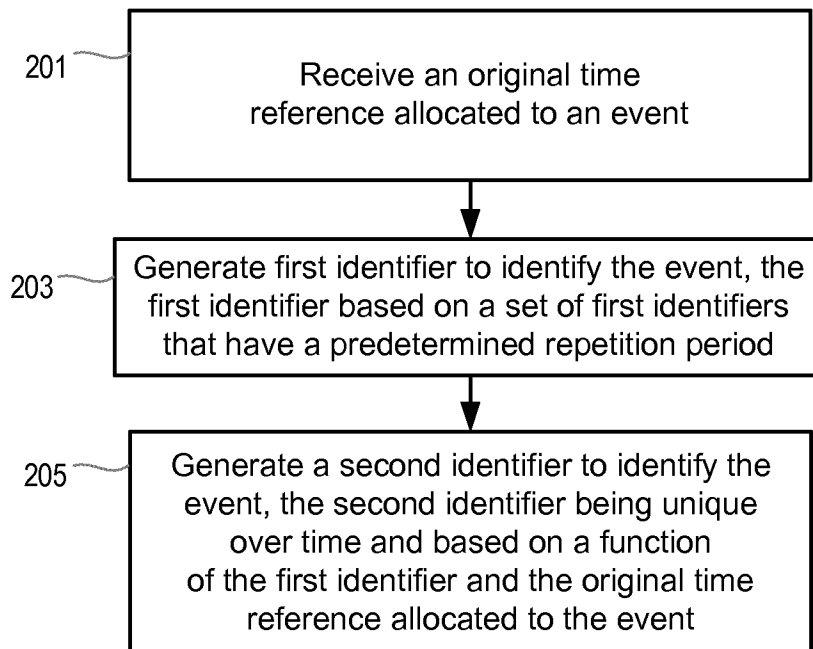 201
Receive an original time
reference allocated to an event
203
Generate first identifier to identify the event, the
first identifier based on a set of first identifiers
that have a predetermined repetition period
205
Generate a second identifier to identify the
event, the second identifier being unique
over time and based on a function
of the first identifier and the original time
reference allocated to the event